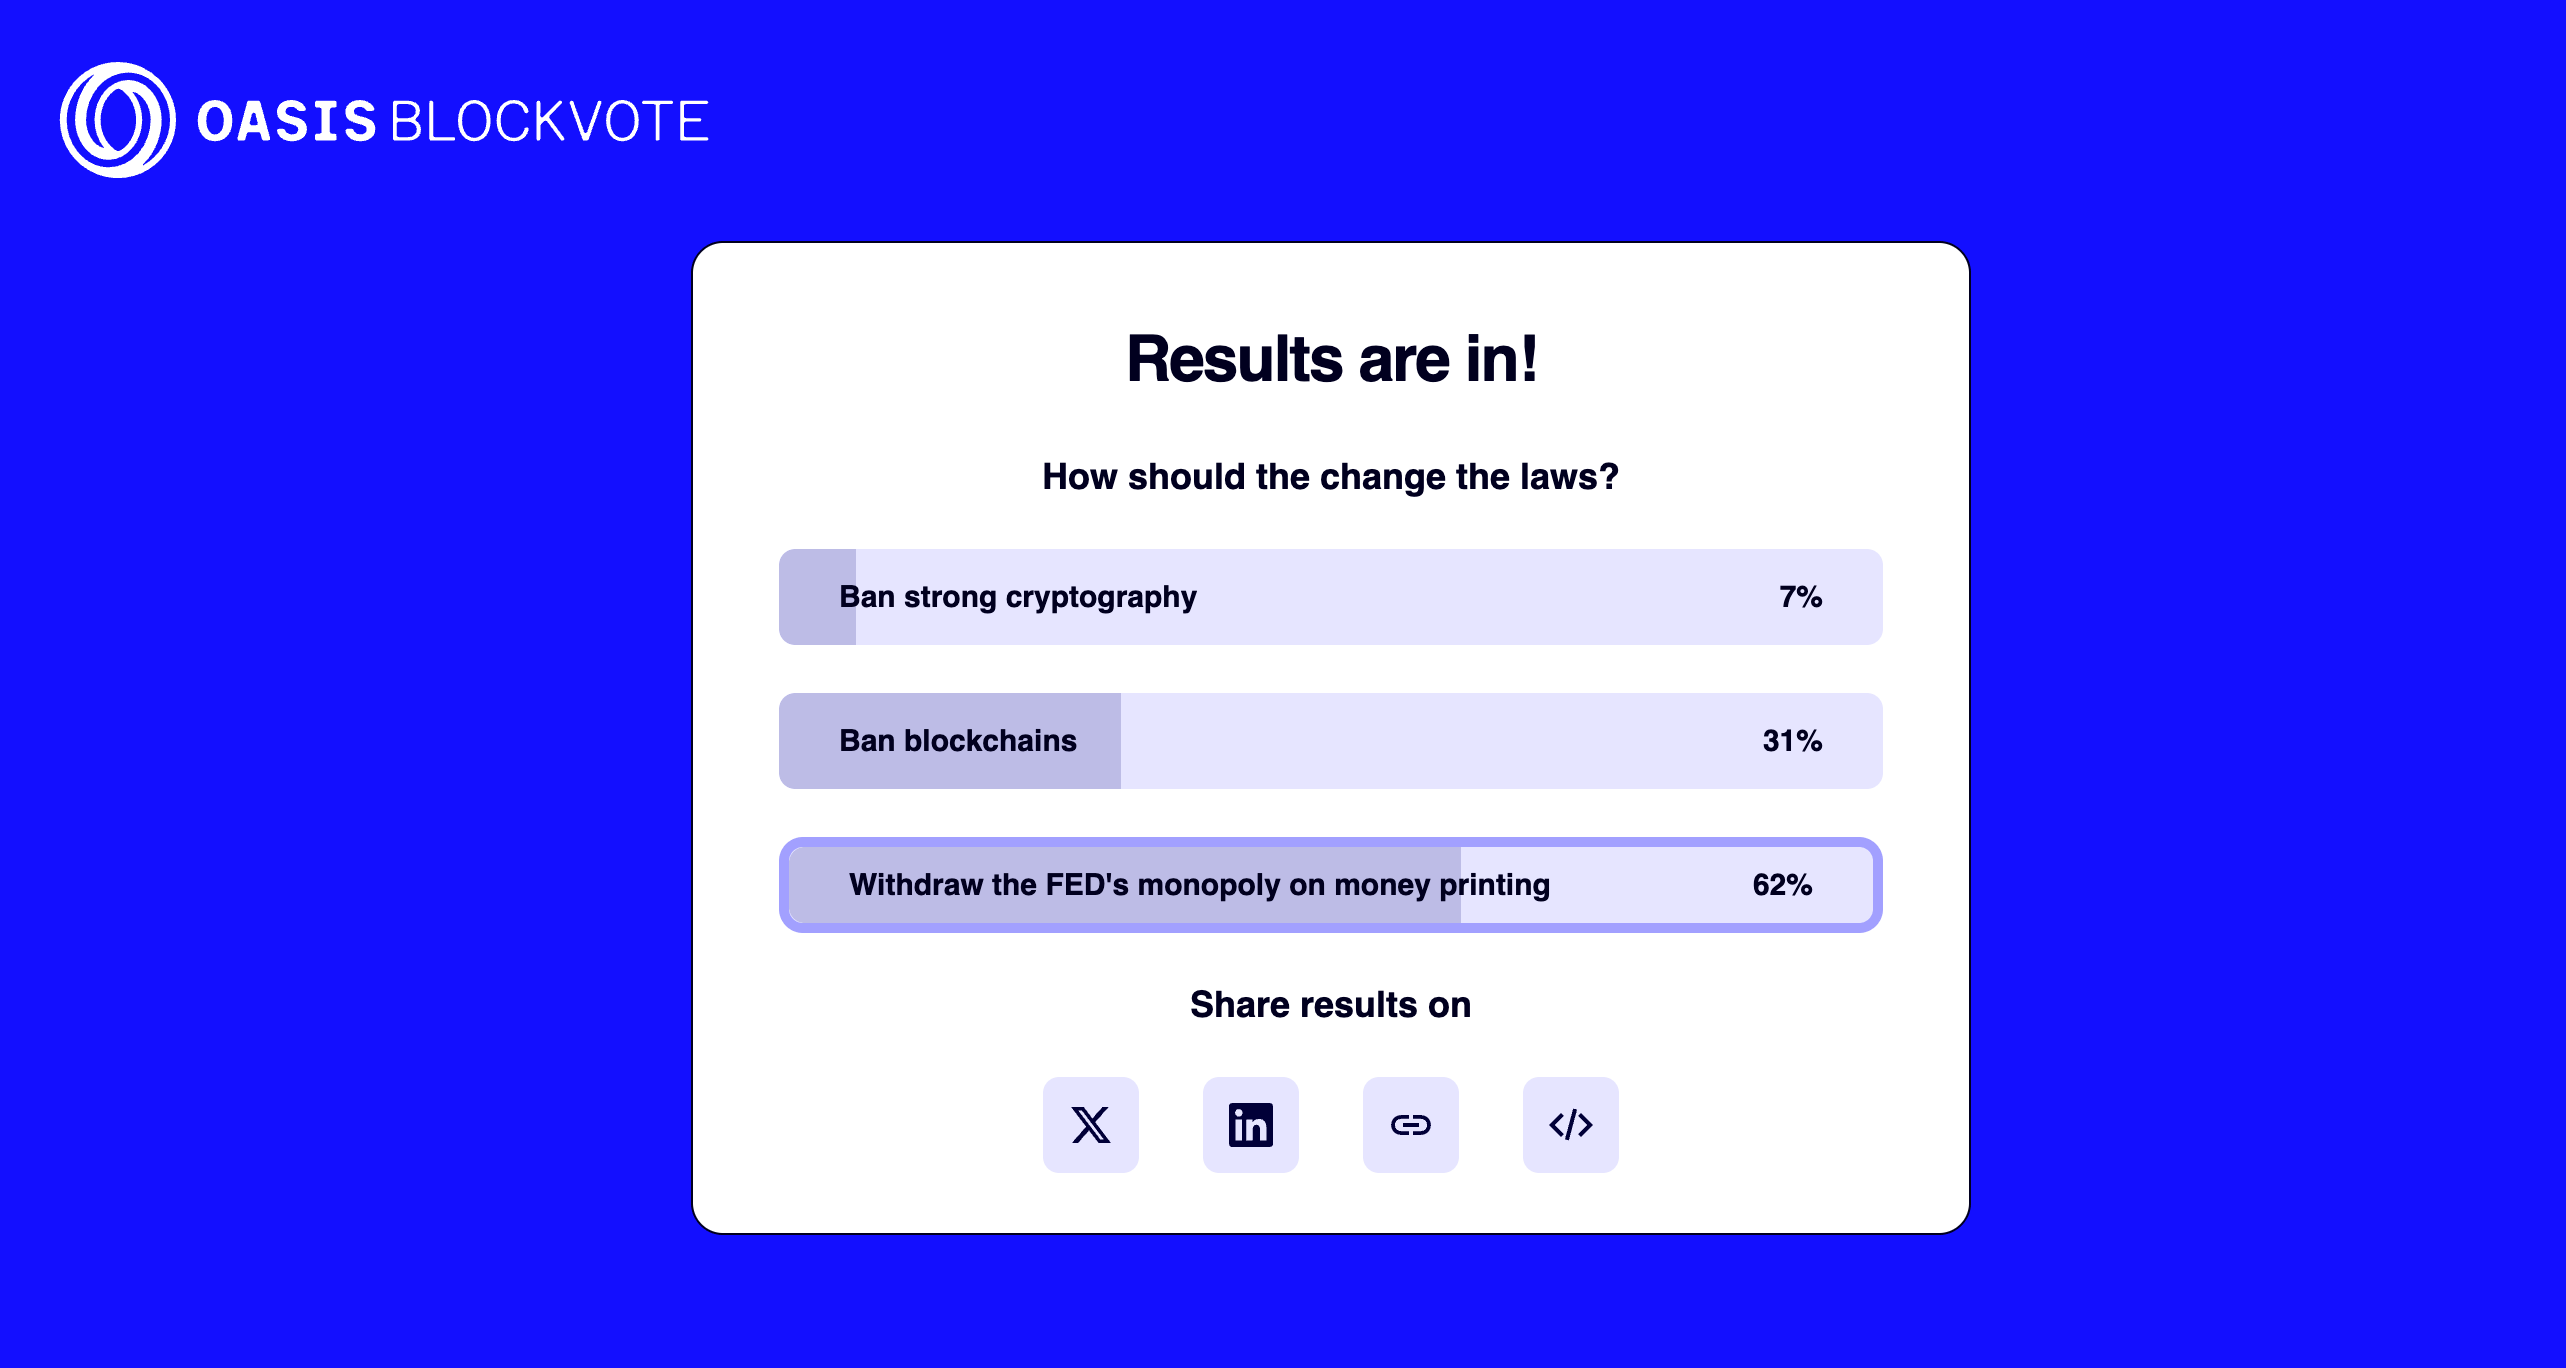 OASIS BLOCKVOTE
Results are in!
How should the change the laws?
Ban strong cryptography 7%
Ban blockchains 31%
Withdraw the FED's monopoly on money printing 62%
Share results on